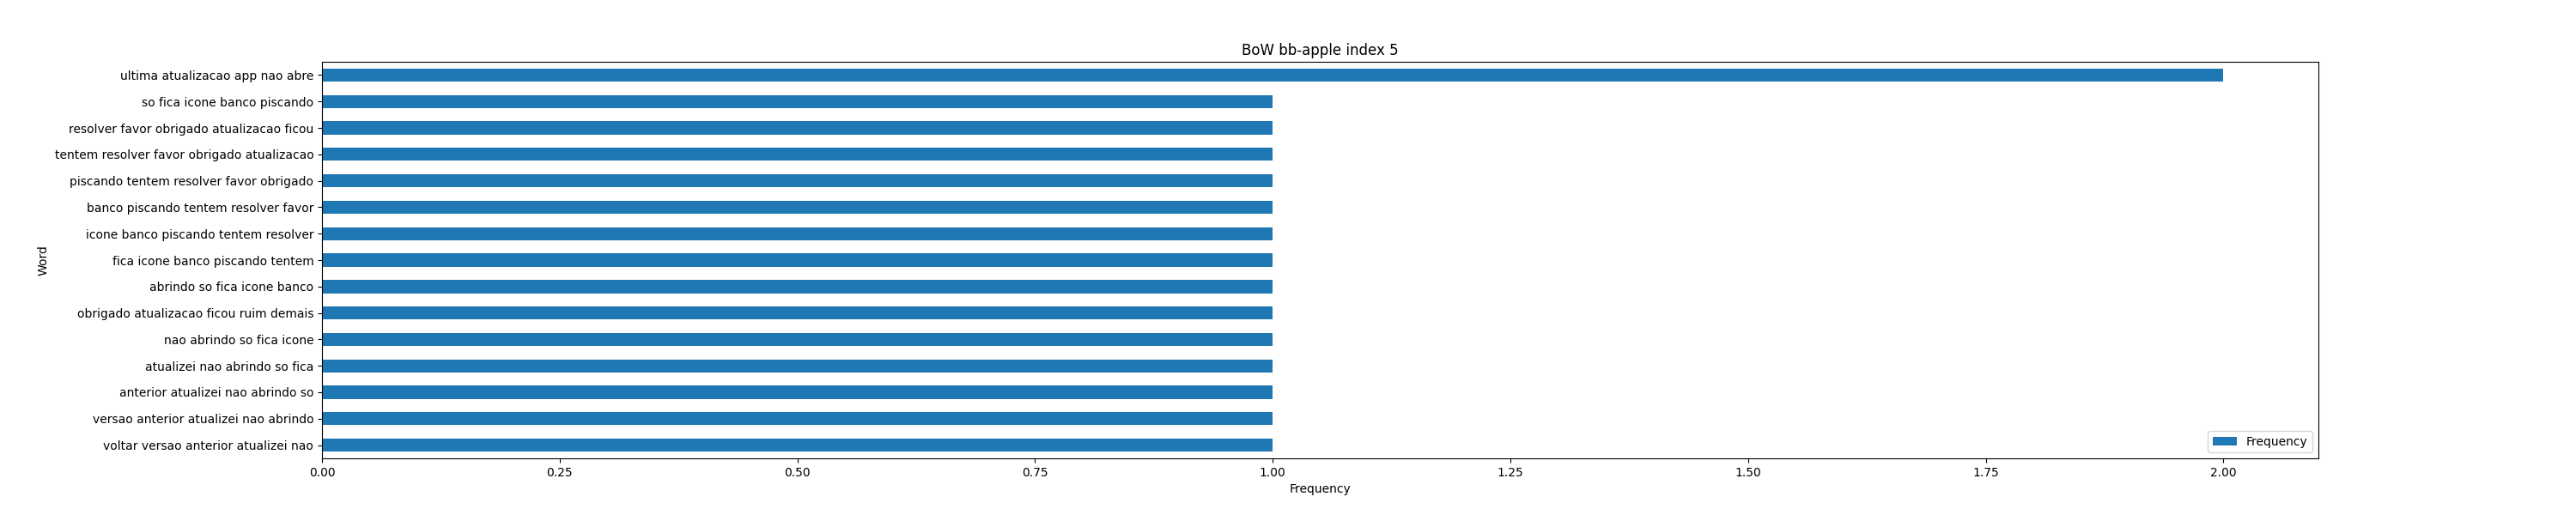 BoW bb-apple index 5
ultima atualizacao app nao abre
so fica icone banco piscando
resolver favor obrigado atualizacao ficou
tentem resolver favor obrigado atualizacao
piscando tentem resolver favor obrigado
banco piscando tentem resolver favor
icone banco piscando tentem resolver
fica icone banco piscando tentem
abrindo so fica icone banco
obrigado atualizacao ficou ruim demais
nao abrindo so fica icone
atualizei nao abrindo so fica
anterior atualizei nao abrindo so
versao anterior atualizei nao abrindo
voltar versao anterior atualizei nao
Word
Frequency
0.00 0.25 0.50 0.75 1.00 1.25 1.50 1.75 2.00
Frequency